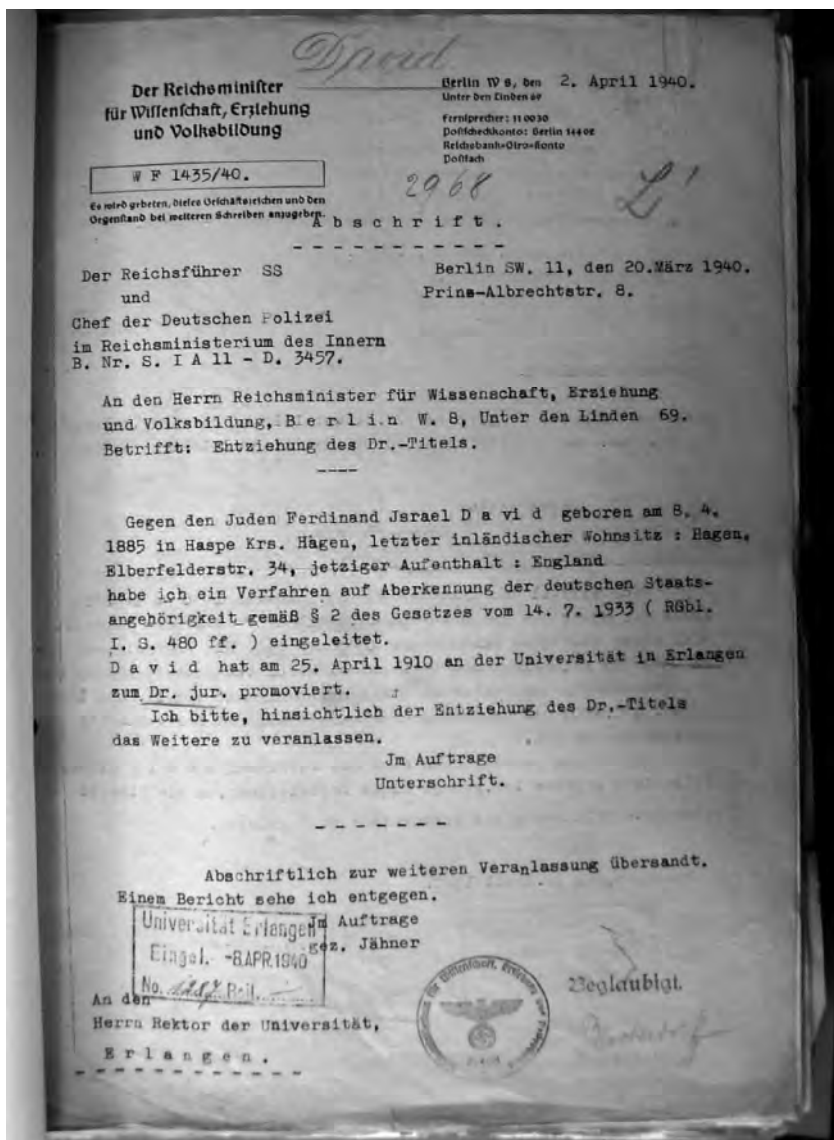 David
Der Reichsminister
für Wissenschaft, Erziehung
und Volksbildung
Berlin W 8, den 2. April 1940.
Unter den Linden 69
Fernsprecher: 11 0030
Postscheckkonto: Berlin 14402
Reichsbank-Giro-Konto
Postfach
W F 1435/40.
2968
Es wird gebeten, dieses Geschäftszeichen und den
Gegenstand bei weiteren Schreiben anzugeben.
A b s c h r i f t .
- - - - - - - - - - -
Der Reichsführer SS
und
Chef der Deutschen Polizei
im Reichsministerium des Innern
B. Nr. S. I A 11 - D. 3457.
Berlin SW. 11, den 20.März 1940.
Prinz-Albrechtstr. 8.
An den Herrn Reichsminister für Wissenschaft, Erziehung
und Volksbildung, B e r l i n W. 8, Unter den Linden 69.
Betrifft: Entziehung des Dr.-Titels.
----
Gegen den Juden Ferdinand Jsrael D a v i d geboren am 8. 4.
1885 in Haspe Krs. Hagen, letzter inländischer Wohnsitz : Hagen,
Elberfelderstr. 34, jetziger Aufenthalt : England
habe ich ein Verfahren auf Aberkennung der deutschen Staats-
angehörigkeit gemäß § 2 des Gesetzes vom 14. 7. 1933 ( RGbl.
I. S. 480 ff. ) eingeleitet.
D a v i d hat am 25. April 1910 an der Universität in Erlangen
zum Dr. jur. promoviert.
Ich bitte, hinsichtlich der Entziehung des Dr.-Titels
das Weitere zu veranlassen.
Jm Auftrage
Unterschrift.
- - - - - - -
Abschriftlich zur weiteren Veranlassung übersandt.
Einem Bericht sehe ich entgegen.
Jm Auftrage
gez. Jähner
Universität Erlangen
Eingel. -8.APR.1940
No. Beil.
Beglaubigt.
An den
Herrn Rektor der Universität,
E r l a n g e n .
- - - - - - - - - - - -